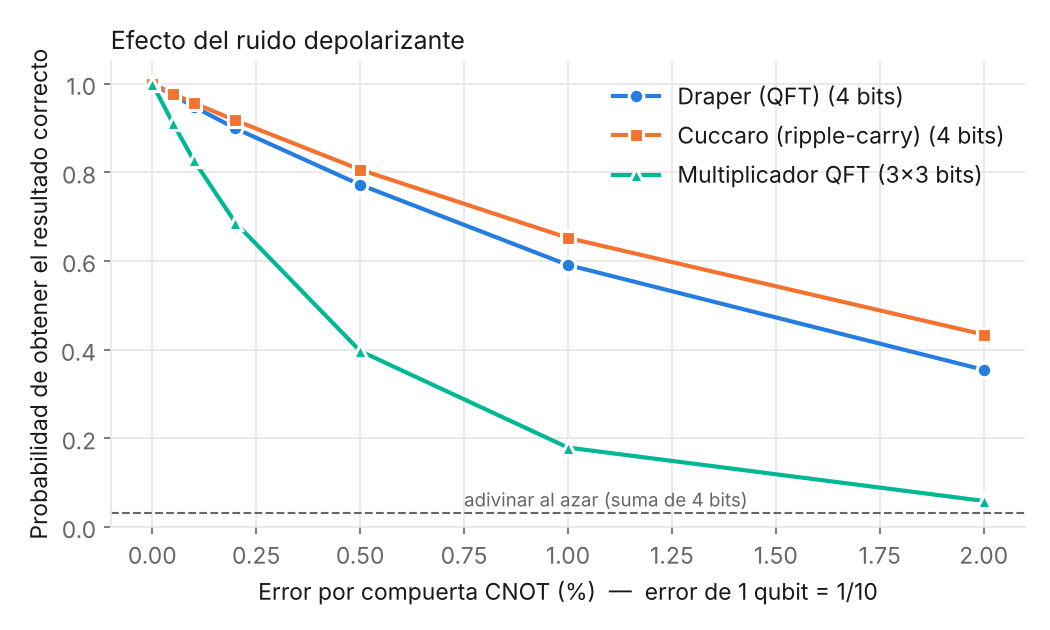 Efecto del ruido depolarizante
Probabilidad de obtener el resultado correcto
1.0
0.8
0.6
0.4
0.2
0.0
Draper (QFT) (4 bits)
Cuccaro (ripple-carry) (4 bits)
Multiplicador QFT (3×3 bits)
adivinar al azar (suma de 4 bits)
0.00 0.25 0.50 0.75 1.00 1.25 1.50 1.75 2.00
Error por compuerta CNOT (%) — error de 1 qubit = 1/10